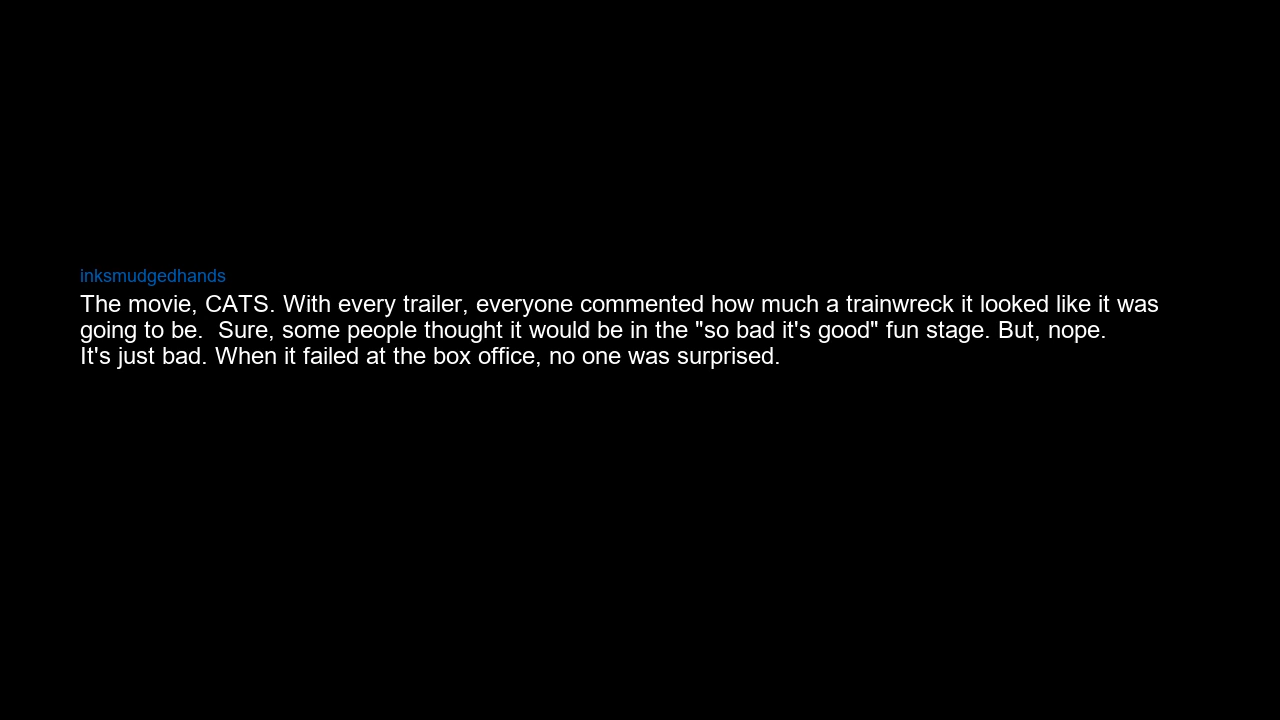 inksmudgedhands
The movie, CATS. With every trailer, everyone commented how much a trainwreck it looked like it was
going to be.  Sure, some people thought it would be in the "so bad it's good" fun stage. But, nope.
It's just bad. When it failed at the box office, no one was surprised.